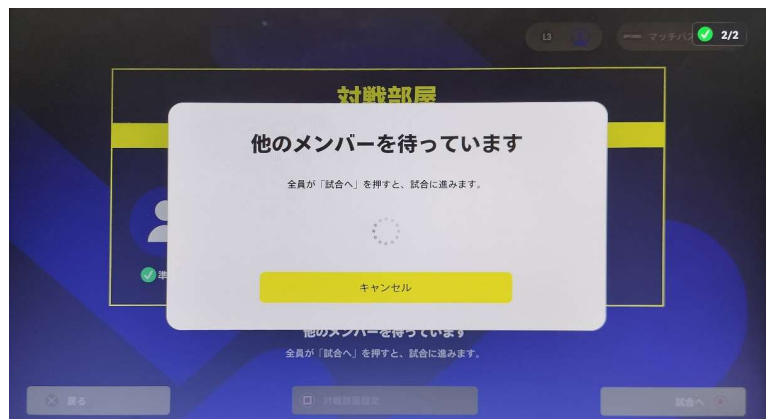 L3
マッチパス
2/2
対戦部屋
他のメンバーを待っています
全員が「試合へ」を押すと、試合に進みます。
キャンセル
準
他のメンバーを待っています
全員が「試合へ」を押すと、試合に進みます。
戻る
対戦部屋設定
試合へ